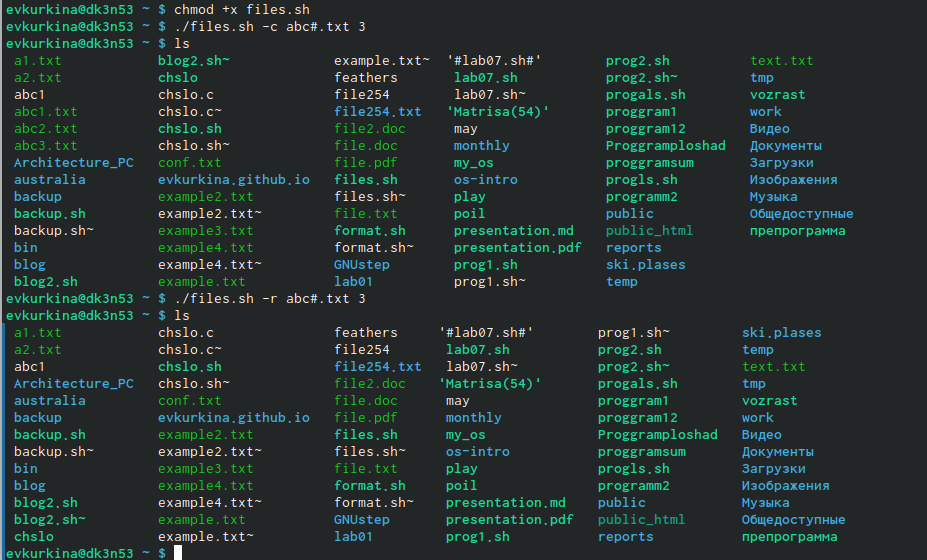 evkurkina@dk3n53 ~ $ chmod +x files.sh
evkurkina@dk3n53 ~ $ ./files.sh -c abc#.txt 3
evkurkina@dk3n53 ~ $ ls
a1.txt blog2.sh~ example.txt~ '#lab07.sh#' prog2.sh text.txt
a2.txt chslo feathers lab07.sh prog2.sh~ tmp
abc1 chslo.c file254 lab07.sh~ progals.sh vozrast
abc1.txt chslo.c~ file254.txt 'Matrisa(54)' proggram1 work
abc2.txt chslo.sh file2.doc may proggram12 Видео
abc3.txt chslo.sh~ file.doc monthly Proggramploshad Документы
Architecture_PC conf.txt file.pdf my_os proggramsum Загрузки
australia evkurkina.github.io files.sh os-intro progls.sh Изображения
backup example2.txt files.sh~ play programm2 Музыка
backup.sh example2.txt~ file.txt poil public Общедоступные
backup.sh~ example3.txt format.sh presentation.md public_html препрограмма
bin example4.txt format.sh~ presentation.pdf reports
blog example4.txt~ GNUstep prog1.sh ski.plases
blog2.sh example.txt lab01 prog1.sh~ temp
evkurkina@dk3n53 ~ $ ./files.sh -r abc#.txt 3
evkurkina@dk3n53 ~ $ ls
a1.txt chslo.c feathers '#lab07.sh#' prog1.sh~ ski.plases
a2.txt chslo.c~ file254 lab07.sh prog2.sh temp
abc1 chslo.sh file254.txt lab07.sh~ prog2.sh~ text.txt
Architecture_PC chslo.sh~ file2.doc 'Matrisa(54)' progals.sh tmp
australia conf.txt file.doc may proggram1 vozrast
backup evkurkina.github.io file.pdf monthly proggram12 work
backup.sh example2.txt files.sh my_os Proggramploshad Видео
backup.sh~ example2.txt~ files.sh~ os-intro proggramsum Документы
bin example3.txt file.txt play progls.sh Загрузки
blog example4.txt format.sh poil programm2 Изображения
blog2.sh example4.txt~ format.sh~ presentation.md public Музыка
blog2.sh~ example.txt GNUstep presentation.pdf public_html Общедоступные
chslo example.txt~ lab01 prog1.sh reports препрограмма
evkurkina@dk3n53 ~ $